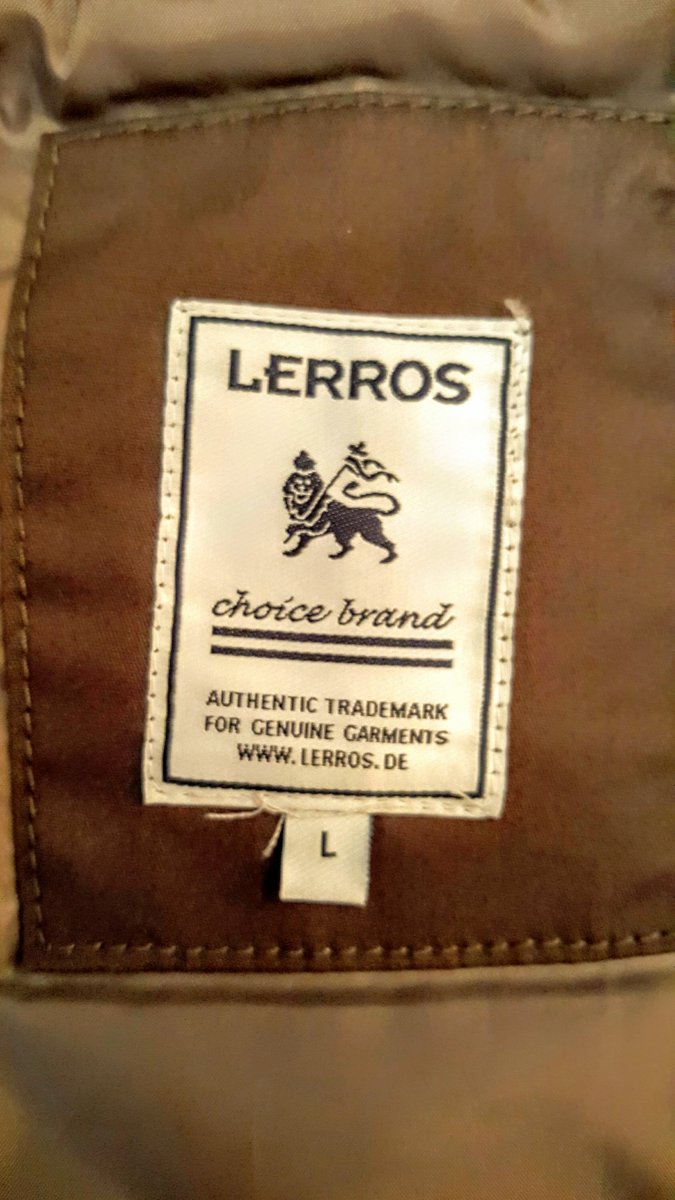 LERROS
choice brand
AUTHENTIC TRADEMARK
FOR GENUINE GARMENTS
WWW.LERROS.DE
L